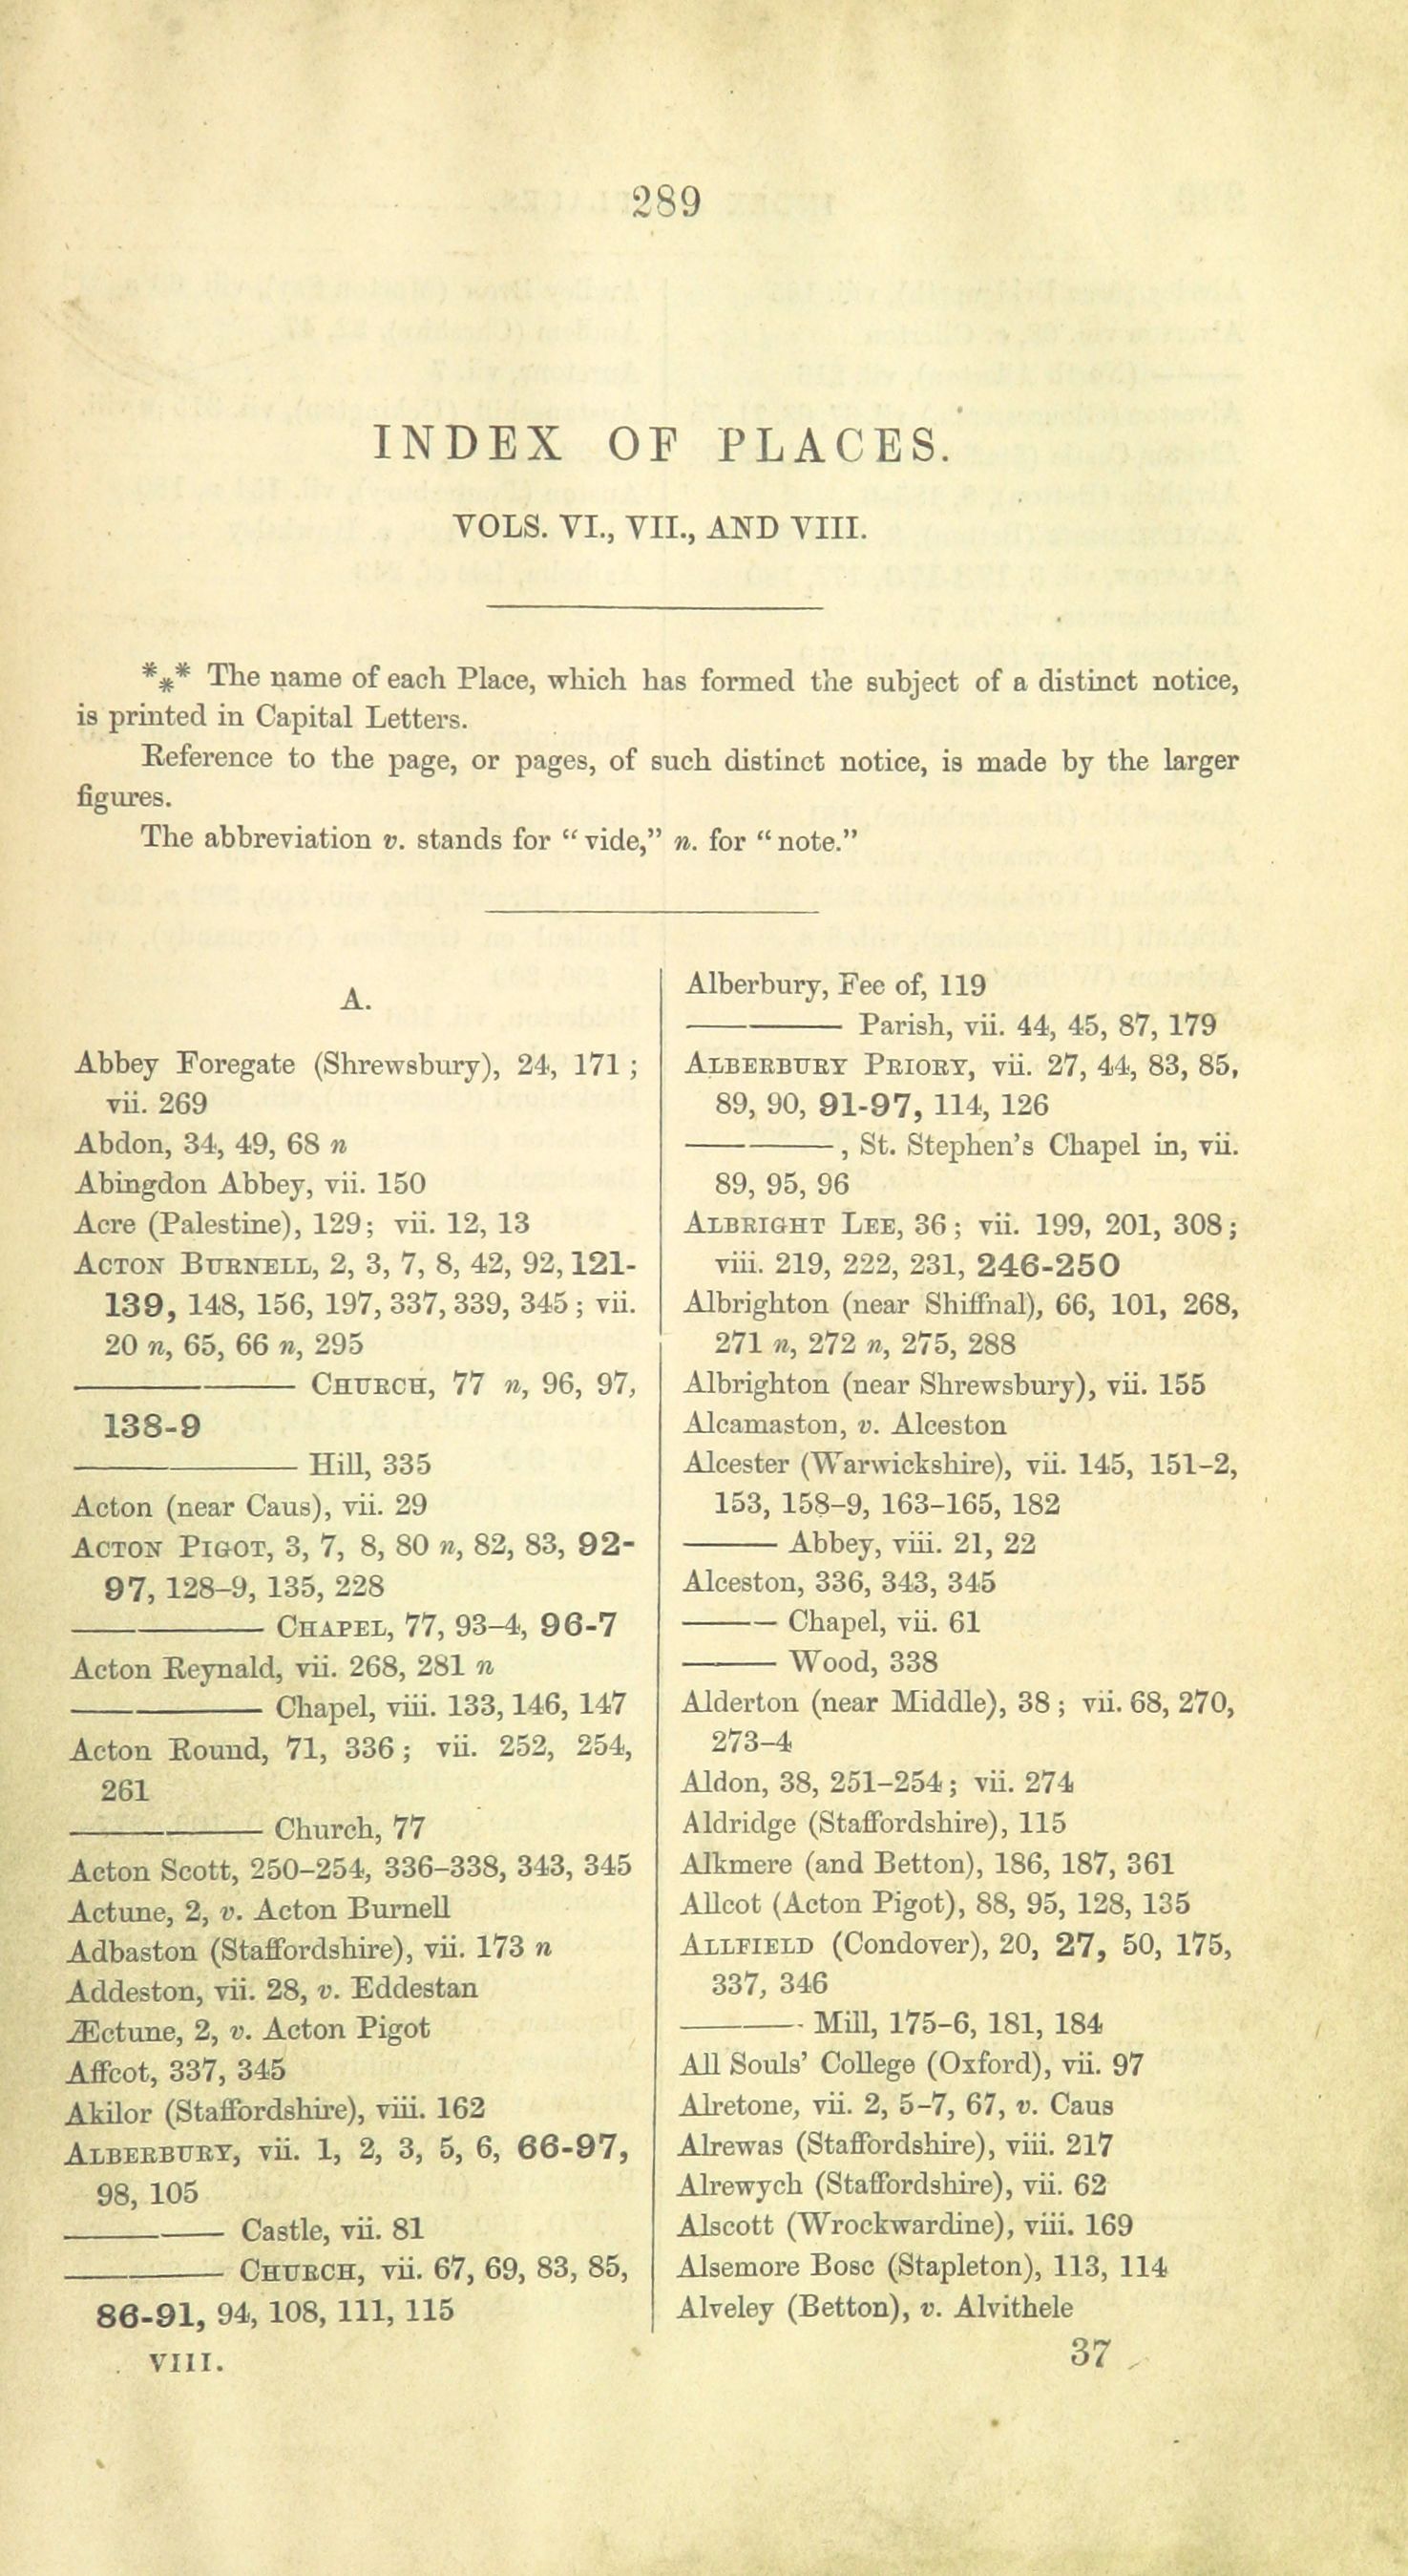 289
INDEX OF PLACES.
VOLS. VI., VII., AND VIII.
*** The name of each Place, which has formed the subject of a distinct notice,
is printed in Capital Letters.
Reference to the page, or pages, of such distinct notice, is made by the larger
figures.
The abbreviation v. stands for “vide,” n. for “note.”
A.
Abbey Foregate (Shrewsbury), 24, 171;
vii. 269
Abdon, 34, 49, 68 n
Abingdon Abbey, vii. 150
Acre (Palestine), 129; vii. 12, 13
ACTON BURNELL, 2, 3, 7, 8, 42, 92, 121-
139, 148, 156, 197, 337, 339, 345; vii.
20 n, 65, 66 n, 295
——— CHURCH, 77 n, 96, 97,
138-9
——— Hill, 335
Acton (near Caus), vii. 29
ACTON PIGOT, 3, 7, 8, 80 n, 82, 83, 92-
97, 128-9, 135, 228
——— CHAPEL, 77, 93-4, 96-7
Acton Reynald, vii. 268, 281 n
——— Chapel, viii. 133, 146, 147
Acton Round, 71, 336; vii. 252, 254,
261
——— Church, 77
Acton Scott, 250-254, 336-338, 343, 345
Actune, 2, v. Acton Burnell
Adbaston (Staffordshire), vii. 173 n
Addeston, vii. 28, v. Eddestan
Æctune, 2, v. Acton Pigot
Affcot, 337, 345
Akilor (Staffordshire), viii. 162
ALBERBURY, vii. 1, 2, 3, 5, 6, 66-97,
98, 105
——— Castle, vii. 81
——— CHURCH, vii. 67, 69, 83, 85,
86-91, 94, 108, 111, 115
VIII.
Alberbury, Fee of, 119
——— Parish, vii. 44, 45, 87, 179
ALBERBURY PRIORY, vii. 27, 44, 83, 85,
89, 90, 91-97, 114, 126
———, St. Stephen's Chapel in, vii.
89, 95, 96
ALBRIGHT LEE, 36; vii. 199, 201, 308;
viii. 219, 222, 231, 246-250
Albrighton (near Shiffnal), 66, 101, 268,
271 n, 272 n, 275, 288
Albrighton (near Shrewsbury), vii. 155
Alcamaston, v. Alceston
Alcester (Warwickshire), vii. 145, 151-2,
153, 158-9, 163-165, 182
——— Abbey, viii. 21, 22
Alceston, 336, 343, 345
——— Chapel, vii. 61
——— Wood, 338
Alderton (near Middle), 38; vii. 68, 270,
273-4
Aldon, 38, 251-254; vii. 274
Aldridge (Staffordshire), 115
Alkmere (and Betton), 186, 187, 361
Allcot (Acton Pigot), 88, 95, 128, 135
ALLFIELD (Condover), 20, 27, 50, 175,
337, 346
——— Mill, 175-6, 181, 184
All Souls' College (Oxford), vii. 97
Alretone, vii. 2, 5-7, 67, v. Caus
Alrewas (Staffordshire), viii. 217
Alrewych (Staffordshire), vii. 62
Alscott (Wrockwardine), viii. 169
Alsemore Bosc (Stapleton), 113, 114
Alveley (Betton), v. Alvithele
37